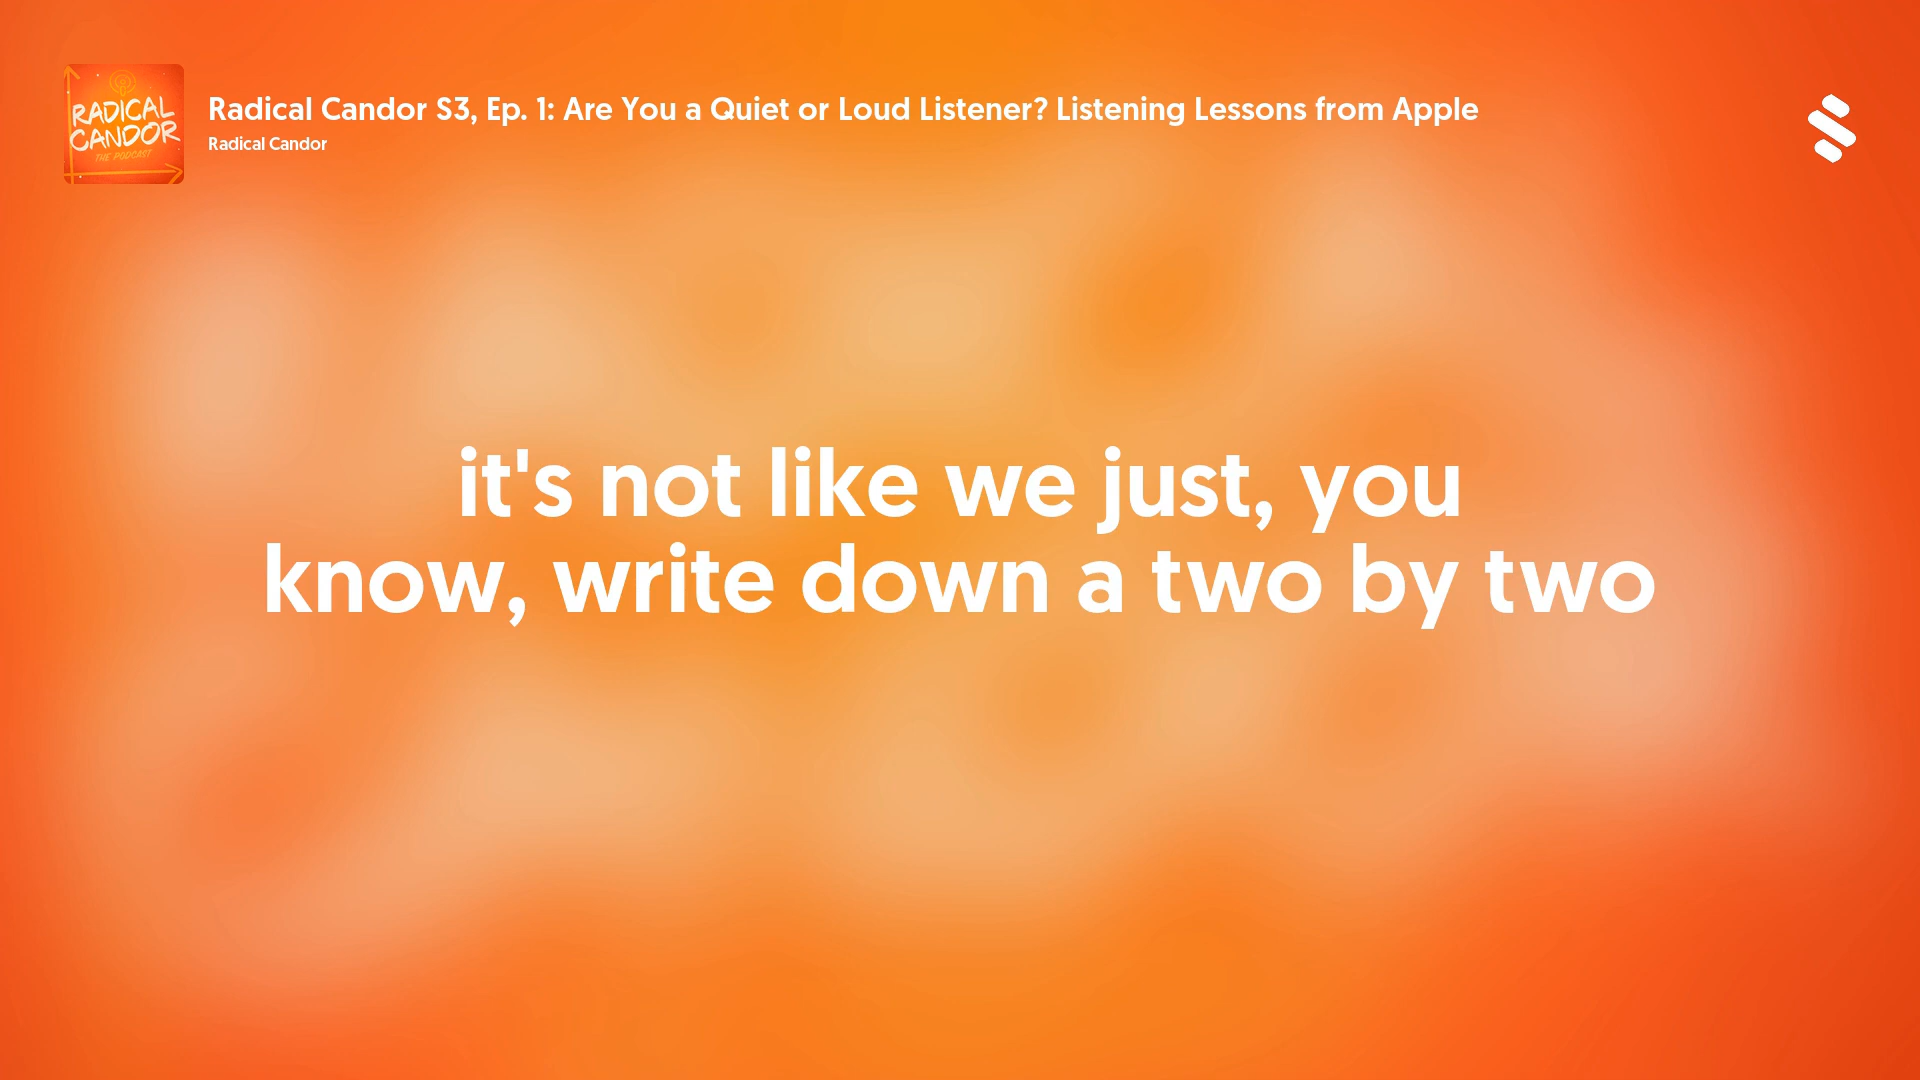 RADICAL
CANDOR
THE PODCAST
Radical Candor S3, Ep. 1: Are You a Quiet or Loud Listener? Listening Lessons from Apple
Radical Candor
it's not like we just, you
know, write down a two by two